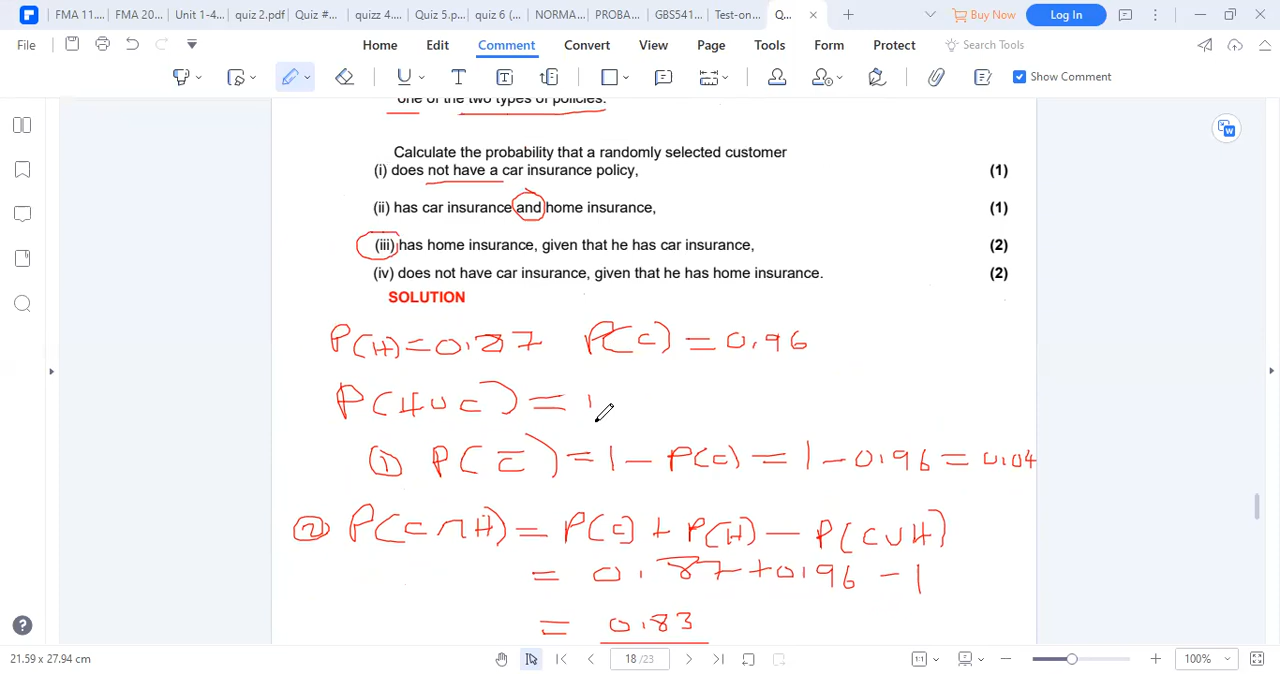 FMA 11... FMA 20... Unit 1-4... quiz 2.pdf Quiz #... quizz 4.... Quiz 5.p... quiz 6 (... NORMA... PROBA... GBS541... Test-on... Q... Buy Now Log In
File Home Edit Comment Convert View Page Tools Form Protect Search Tools
Show Comment
one of the two types of policies.
Calculate the probability that a randomly selected customer
(i) does not have a car insurance policy, (1)
(ii) has car insurance and home insurance, (1)
(iii) has home insurance, given that he has car insurance, (2)
(iv) does not have car insurance, given that he has home insurance. (2)
SOLUTION
P(H)=0.87 P(C)=0.96
P(H∪C)=1
① P(C̅)=1-P(C)=1-0.96=0.04
② P(C∩H)=P(C)+P(H)-P(C∪H)
=0.87+0.96-1
=0.83
21.59 x 27.94 cm 18 /23 1:1 100%